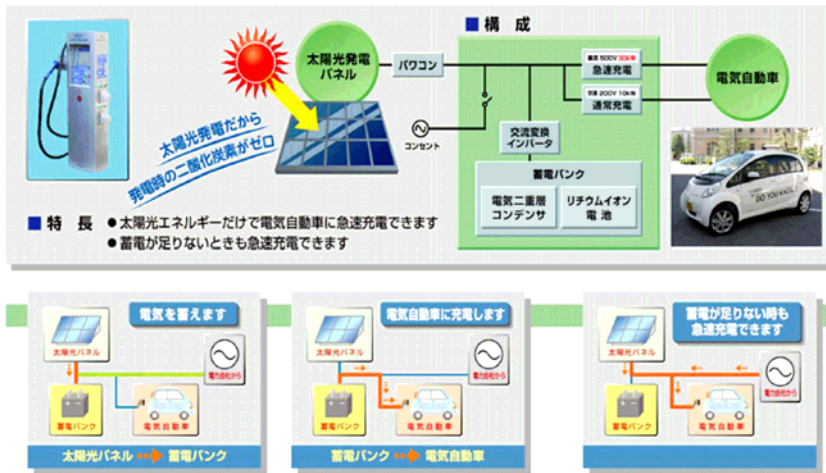 ■ 構 成
太陽光発電
パネル
パワコン
直流 500V 30kW
急速充電
交流 200V 10kW
通常充電
電気自動車
太陽光発電だから
発電時の二酸化炭素がゼロ
コンセント
交流変換
インバータ
蓄電バンク
電気二重層
コンデンサ
リチウムイオン
電 池
■ 特 長
●太陽光エネルギーだけで電気自動車に急速充電できます
●蓄電が足りないときも急速充電できます
電気を蓄えます
太陽光パネル
電力会社から
蓄電バンク
電気自動車
太陽光パネル ➡ 蓄電バンク
電気自動車に充電します
太陽光パネル
電力会社から
蓄電バンク
電気自動車
蓄電バンク ➡ 電気自動車
蓄電が足りない時も
急速充電できます
太陽光パネル
電力会社から
蓄電バンク
電気自動車